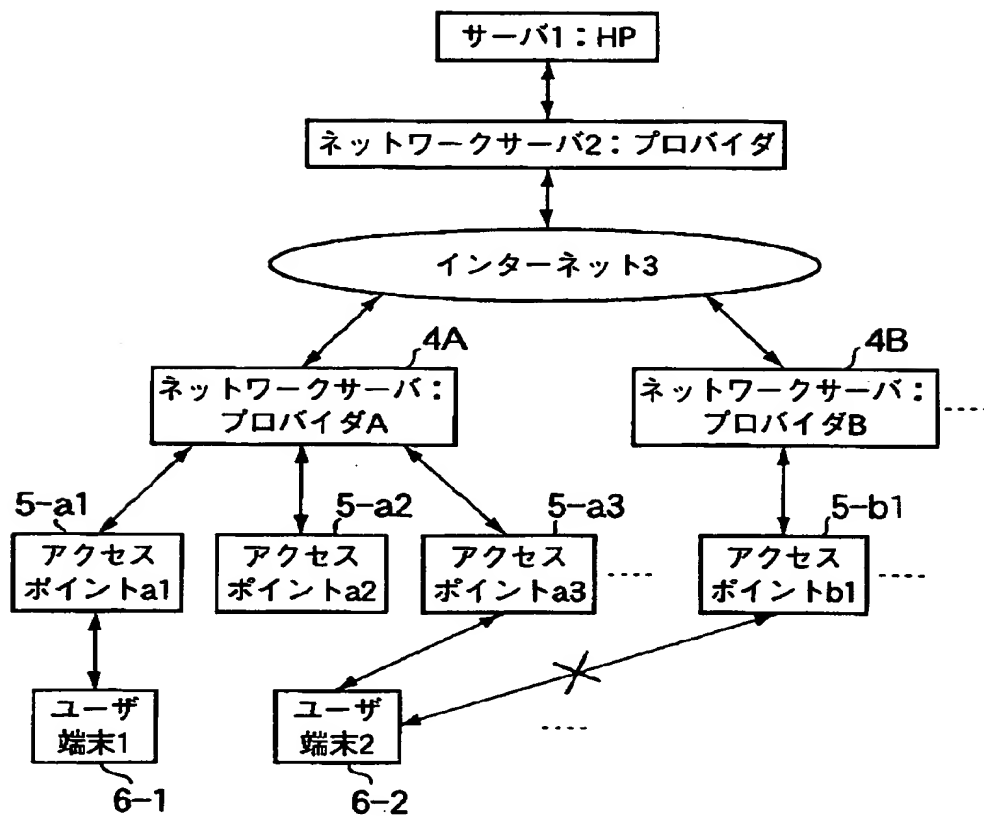 サーバ1：HP
ネットワークサーバ2：プロバイダ
インターネット3
4A
4B
ネットワークサーバ：
プロバイダA
ネットワークサーバ：
プロバイダB
5-a1
5-a2
5-a3
5-b1
アクセス
ポイントa1
アクセス
ポイントa2
アクセス
ポイントa3
アクセス
ポイントb1
ユーザ
端末1
ユーザ
端末2
6-1
6-2